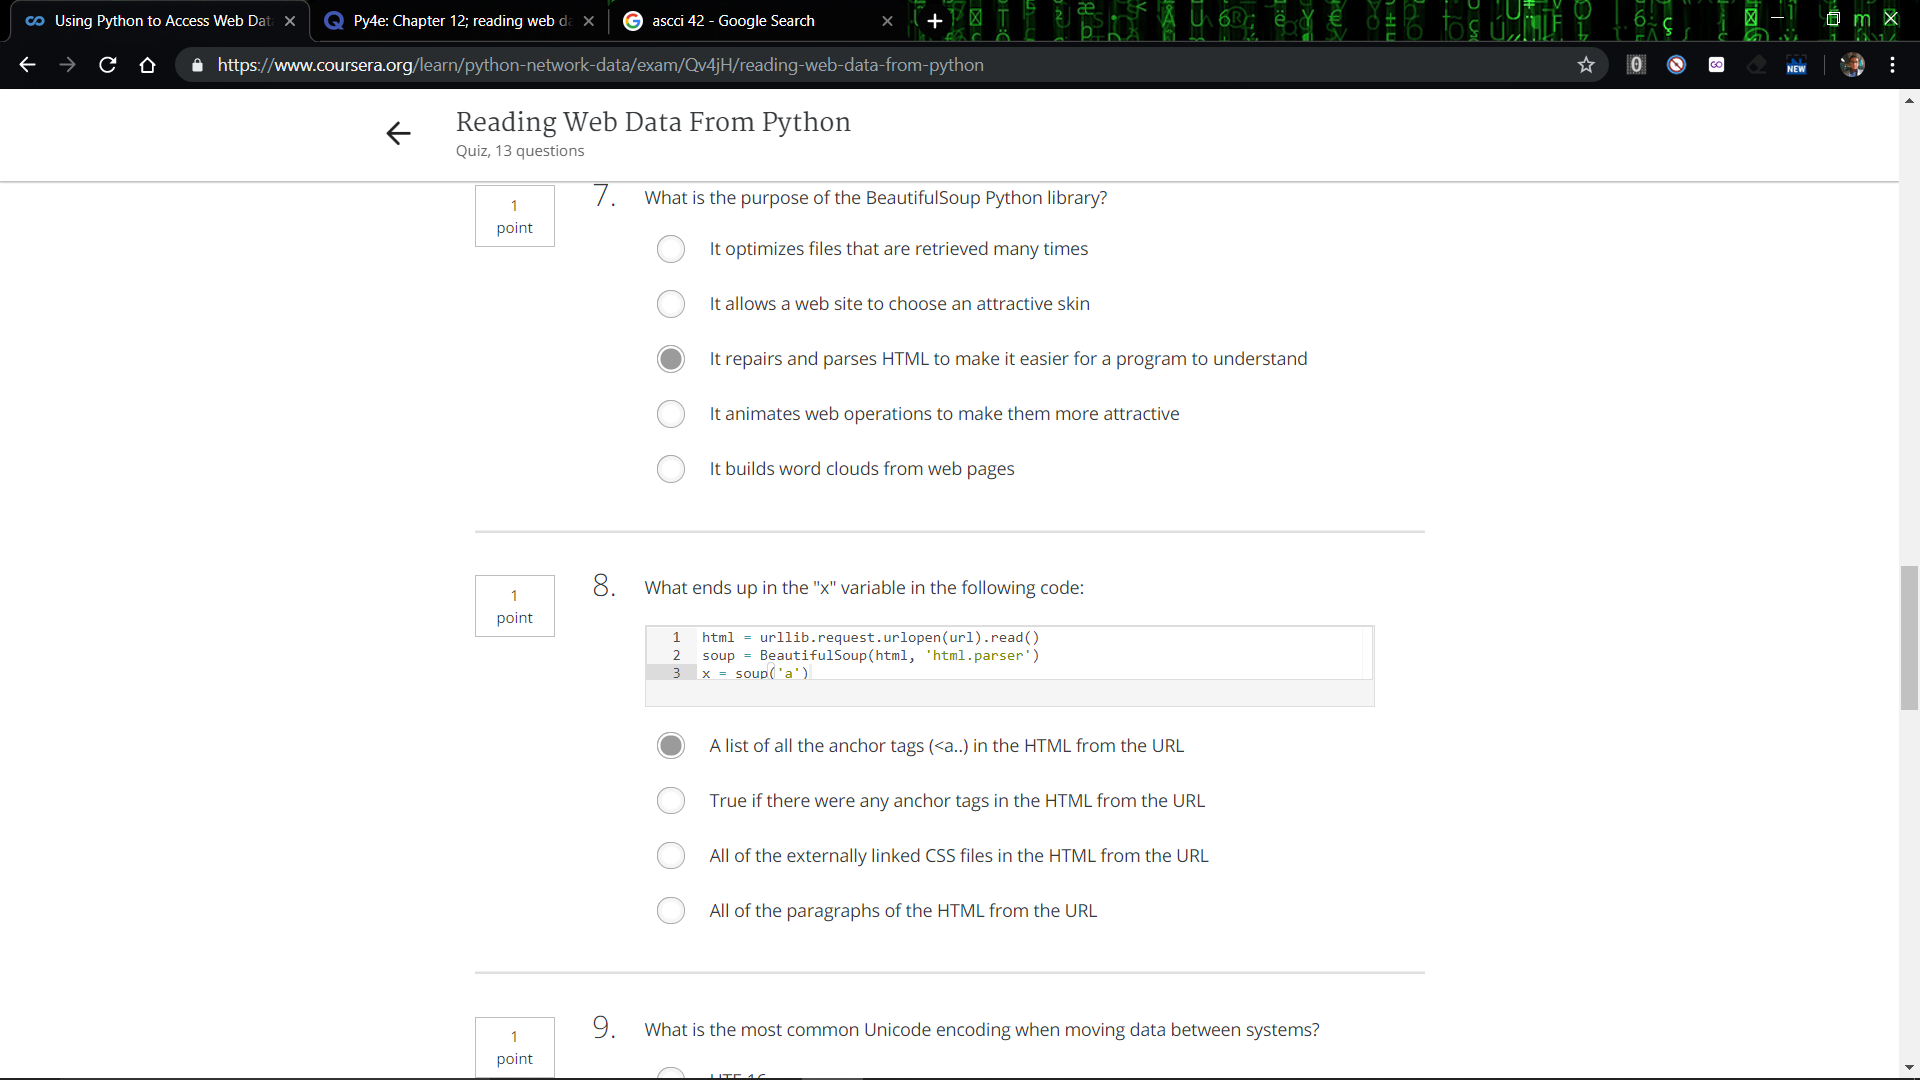 Using Python to Access Web Dat
Py4e: Chapter 12; reading web d
ascci 42 - Google Search
https://www.coursera.org/learn/python-network-data/exam/Qv4jH/reading-web-data-from-python
NEW
Reading Web Data From Python
Quiz, 13 questions
1
point
7.
What is the purpose of the BeautifulSoup Python library?
It optimizes files that are retrieved many times
It allows a web site to choose an attractive skin
It repairs and parses HTML to make it easier for a program to understand
It animates web operations to make them more attractive
It builds word clouds from web pages
1
point
8.
What ends up in the "x" variable in the following code:
1 html = urllib.request.urlopen(url).read()
2 soup = BeautifulSoup(html, 'html.parser')
3 x = soup('a')
A list of all the anchor tags (<a..) in the HTML from the URL
True if there were any anchor tags in the HTML from the URL
All of the externally linked CSS files in the HTML from the URL
All of the paragraphs of the HTML from the URL
1
point
9.
What is the most common Unicode encoding when moving data between systems?